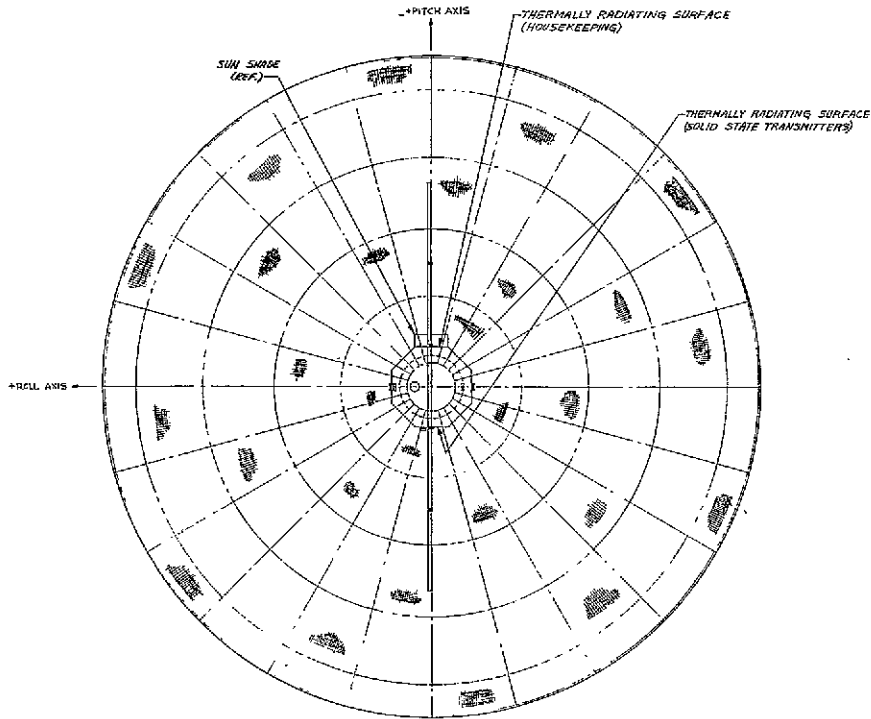 +PITCH AXIS
THERMALLY RADIATING SURFACE
(HOUSEKEEPING)
SUN SHADE
(REF.)
THERMALLY RADIATING SURFACE
(SOLID STATE TRANSMITTERS)
+ROLL AXIS